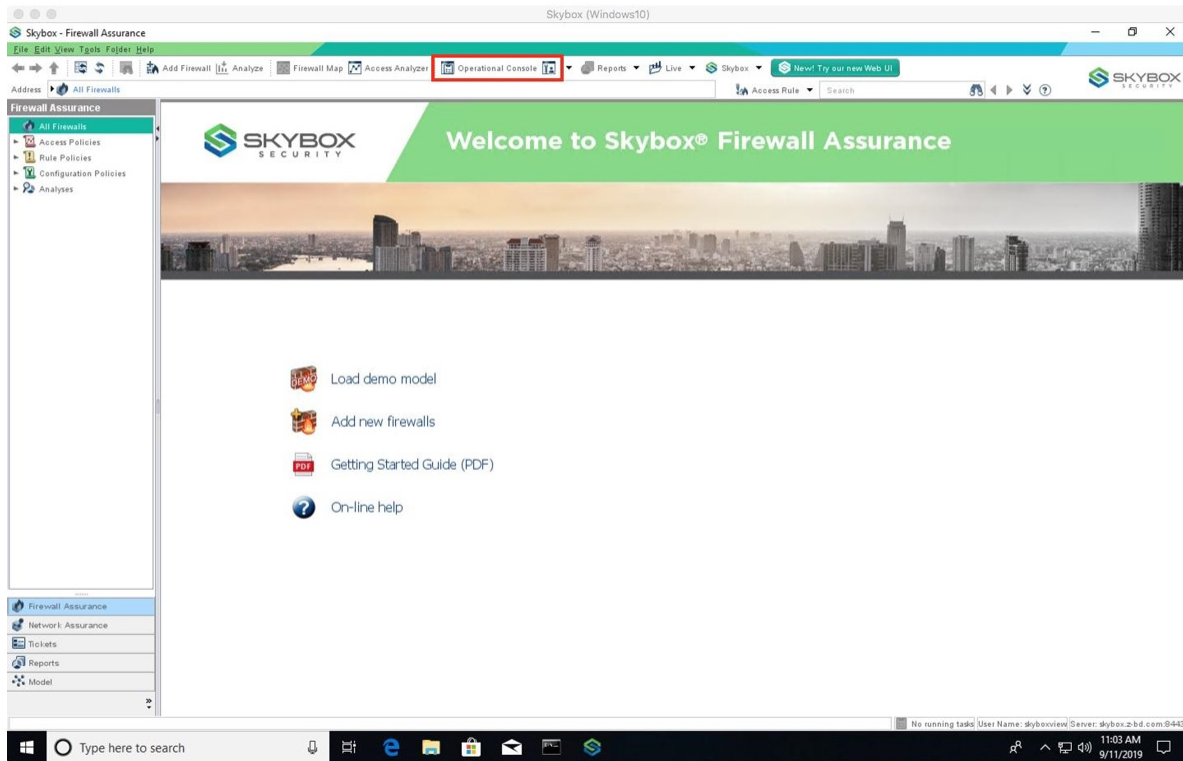 Skybox (Windows10)
Skybox - Firewall Assurance
File Edit View Tools Folder Help
Add Firewall Analyze Firewall Map Access Analyzer Operational Console Reports Live Skybox New! Try our new Web UI
SKYBOX
SECURITY
Address All Firewalls Access Rule Search
Firewall Assurance
All Firewalls
Access Policies
Rule Policies
Configuration Policies
Analyses
SKYBOX
SECURITY
Welcome to Skybox® Firewall Assurance
DEMO Load demo model
Add new firewalls
PDF Getting Started Guide (PDF)
On-line help
Firewall Assurance
Network Assurance
Tickets
Reports
Model
No running tasks User Name: skyboxview Server: skybox.z-bd.com:8443
Type here to search
11:03 AM
9/11/2019